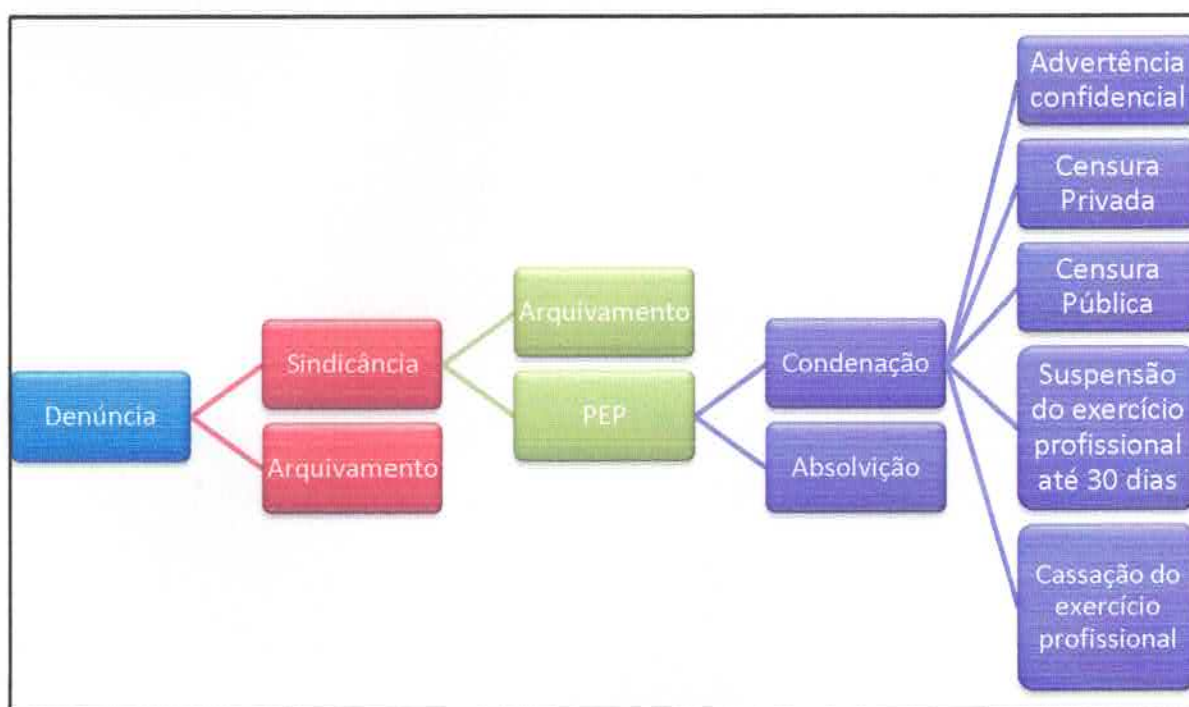 Denúncia
Sindicância
Arquivamento
Arquivamento
PEP
Condenação
Absolvição
Advertência
confidencial
Censura
Privada
Censura
Pública
Suspensão
do exercício
profissional
até 30 dias
Cassação do
exercício
profissional